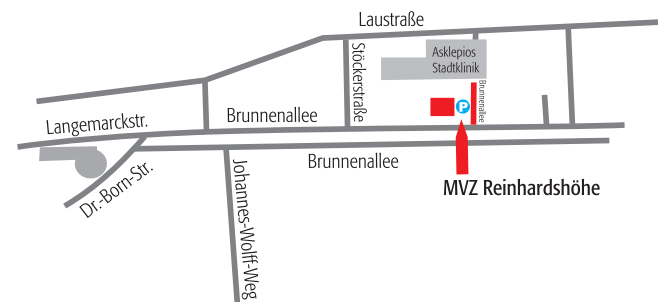 Laustraße
Asklepios
Stadtklinik
Stöckerstraße
Brunnenallee
P
Brunnenallee
Langemarckstr.
Brunnenallee
MVZ Reinhardshöhe
Dr.-Born-Str.
Johannes-Wolff-Weg